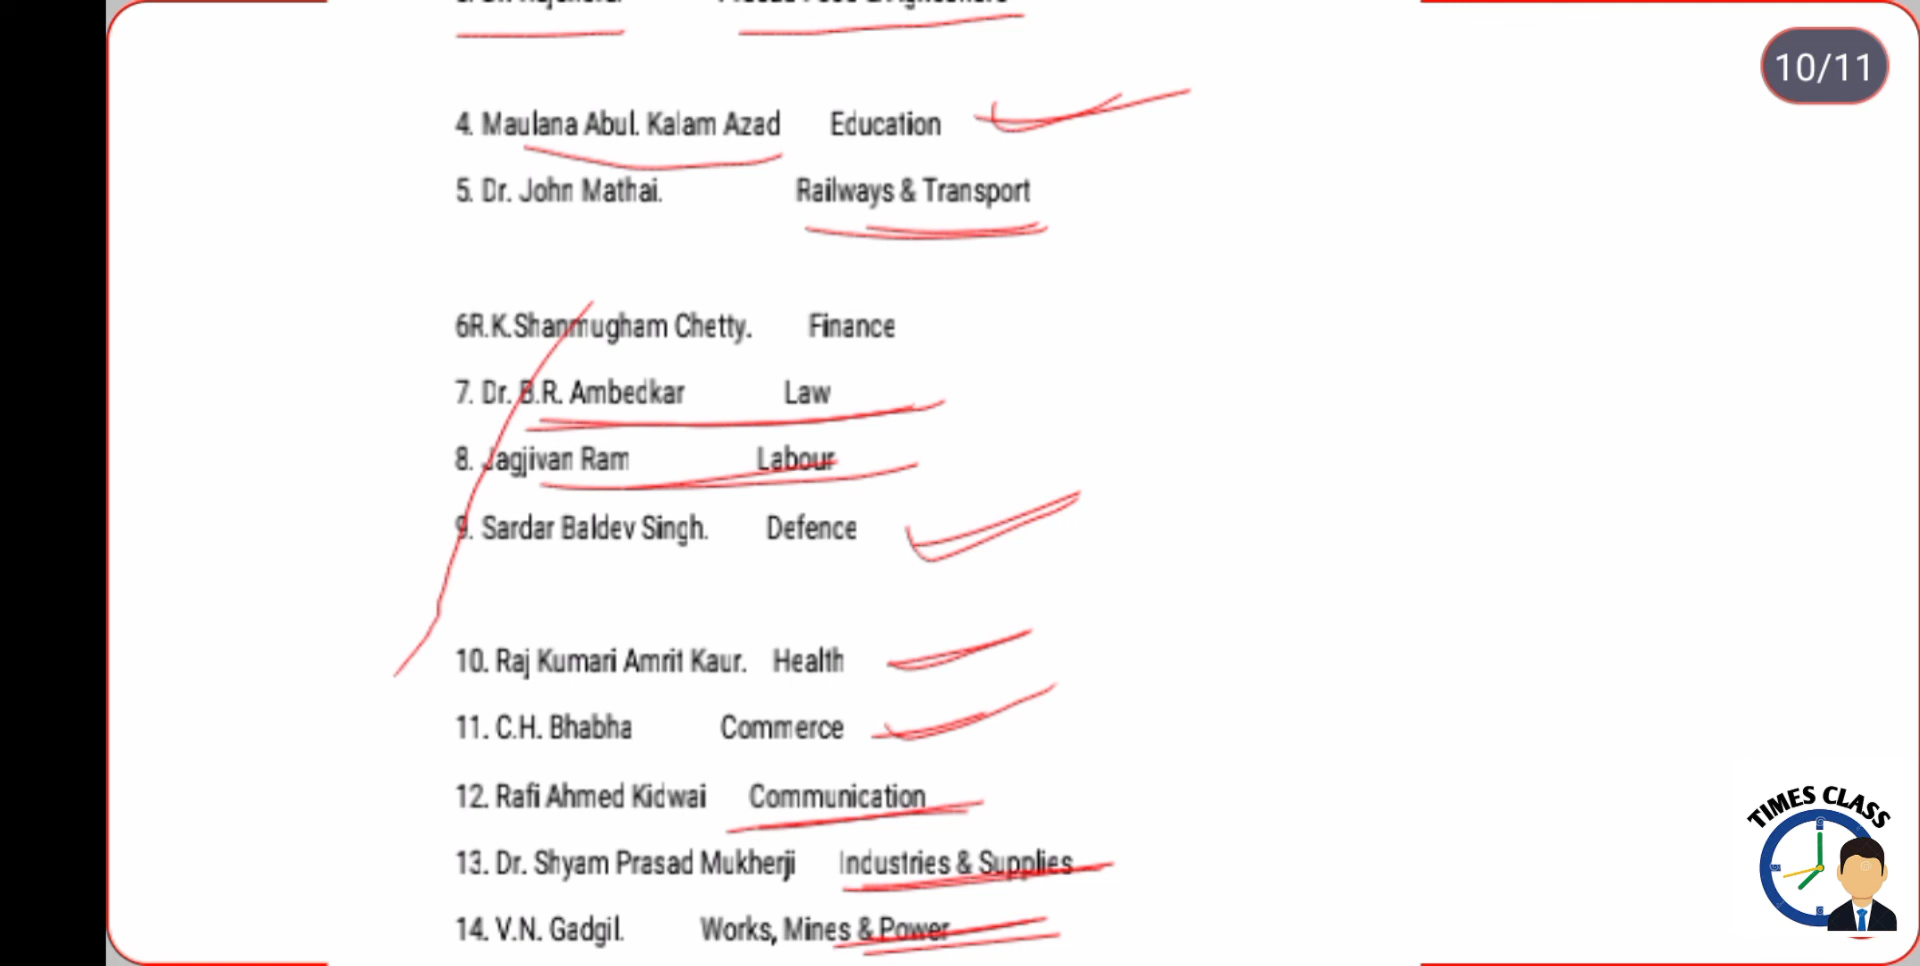 10/11
4. Maulana Abul. Kalam Azad Education
5. Dr. John Mathai. Railways & Transport
6R.K.Shanmugham Chetty. Finance
7. Dr. B.R. Ambedkar Law
8. Jagjivan Ram Labour
9. Sardar Baldev Singh. Defence
10. Raj Kumari Amrit Kaur. Health
11. C.H. Bhabha Commerce
12. Rafi Ahmed Kidwai Communication
13. Dr. Shyam Prasad Mukherji Industries & Supplies
14. V.N. Gadgil. Works, Mines & Power
TIMES CLASS